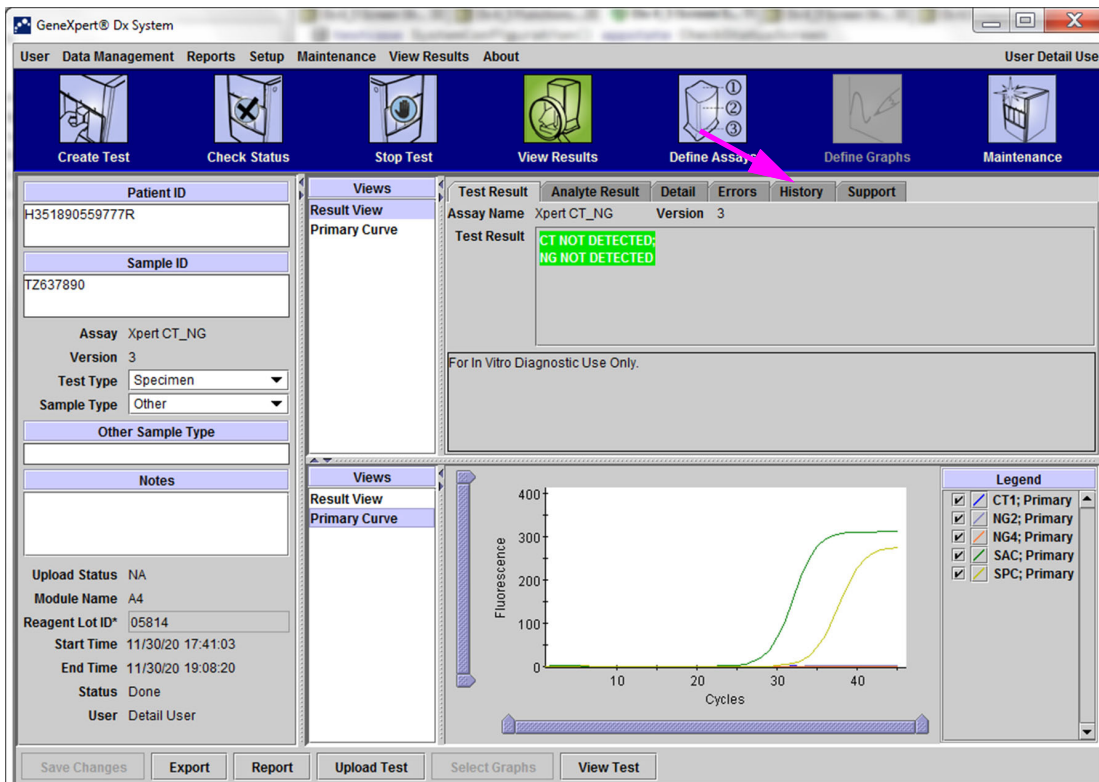 GeneXpert® Dx System
User Data Management Reports Setup Maintenance View Results About User Detail Use
① ② ③
Create Test Check Status Stop Test View Results Define Assays Define Graphs Maintenance
Patient ID
H351890559777R
Sample ID
TZ637890
Assay Xpert CT_NG
Version 3
Test Type Specimen
Sample Type Other
Other Sample Type
Notes
Upload Status NA
Module Name A4
Reagent Lot ID* 05814
Start Time 11/30/20 17:41:03
End Time 11/30/20 19:08:20
Status Done
User Detail User
Views
Result View
Primary Curve
Test Result Analyte Result Detail Errors History Support
Assay Name Xpert CT_NG Version 3
Test Result CT NOT DETECTED;
NG NOT DETECTED
For In Vitro Diagnostic Use Only.
Views
Result View
Primary Curve
400
300
200
100
0
Fluorescence
10 20 30 40
Cycles
Legend
CT1; Primary
NG2; Primary
NG4; Primary
SAC; Primary
SPC; Primary
Save Changes Export Report Upload Test Select Graphs View Test